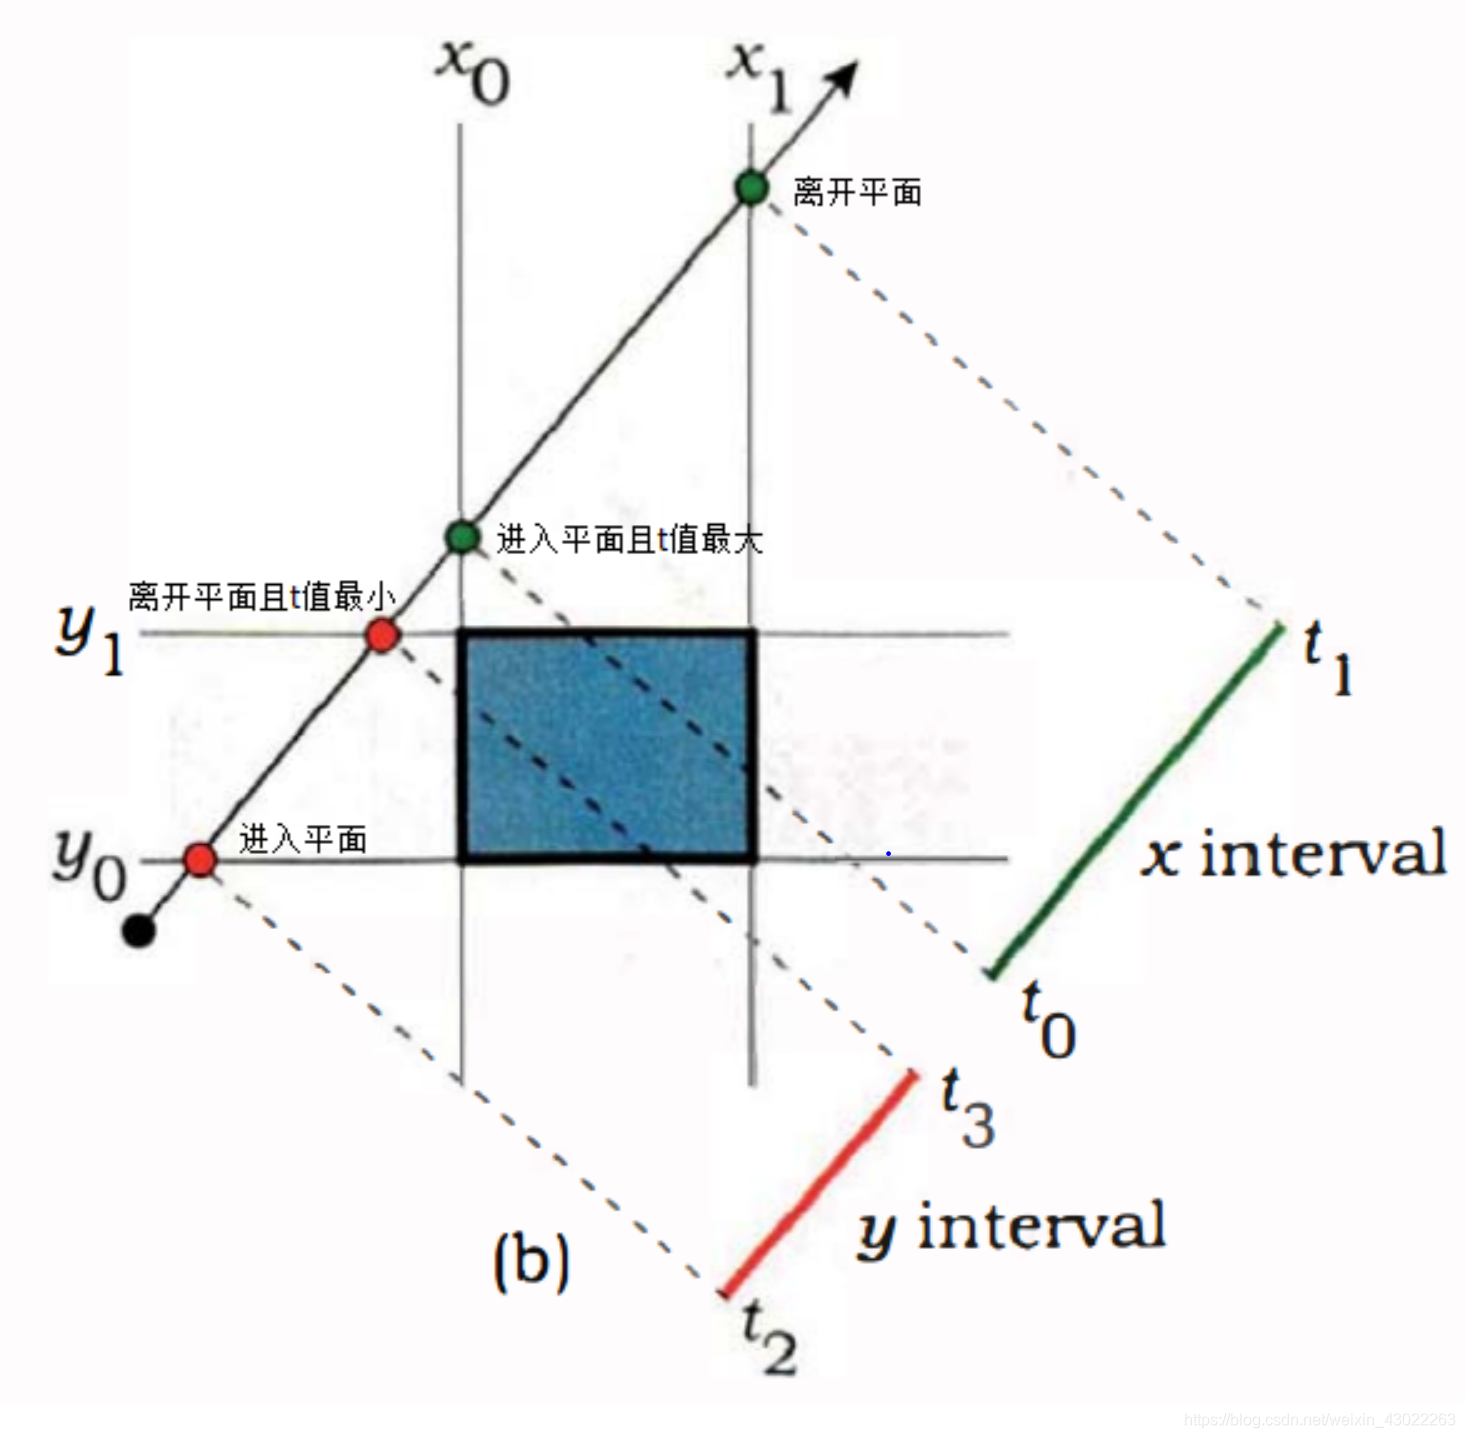 x0
x1
离开平面
进入平面且t值最大
离开平面且t值最小
y1
t1
进入平面
y0
x interval
t0
t3
y interval
(b)
t2
https://blog.csdn.net/weixin_43022263